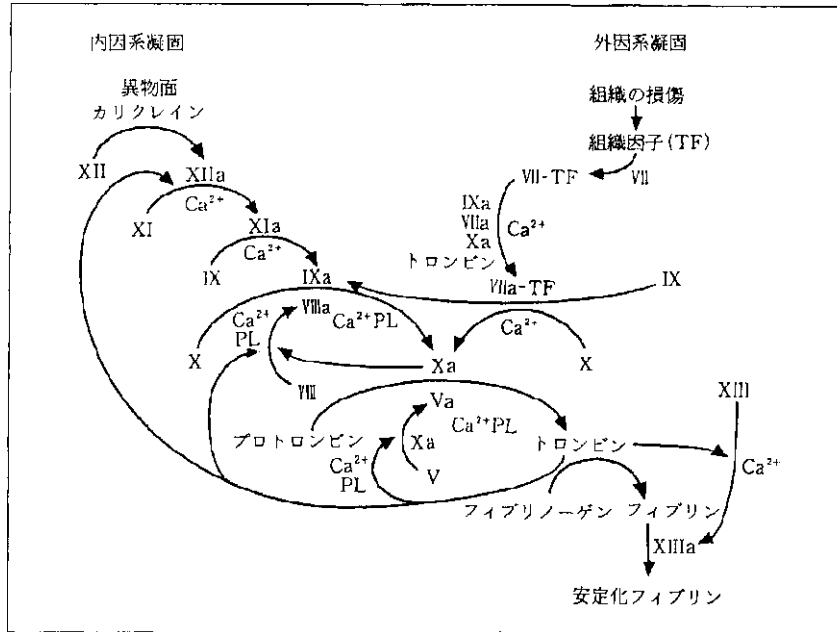 内因系凝固
外因系凝固
異物面
カリクレイン
組織の損傷
組織因子(TF)
XII
XIIa
Ca²⁺
VII-TF
VII
XI
XIa
Ca²⁺
IXa
VIIa
Xa
トロンビン
Ca²⁺
IX
IXa
VIIa-TF
IX
Ca²⁺
PL
VIIIa
Ca²⁺PL
Ca²⁺
X
VIII
Xa
X
XIII
プロトロンビン
Va
Xa
Ca²⁺PL
トロンビン
Ca²⁺
PL
V
Ca²⁺
フィブリノーゲン
フィブリン
XIIIa
安定化フィブリン